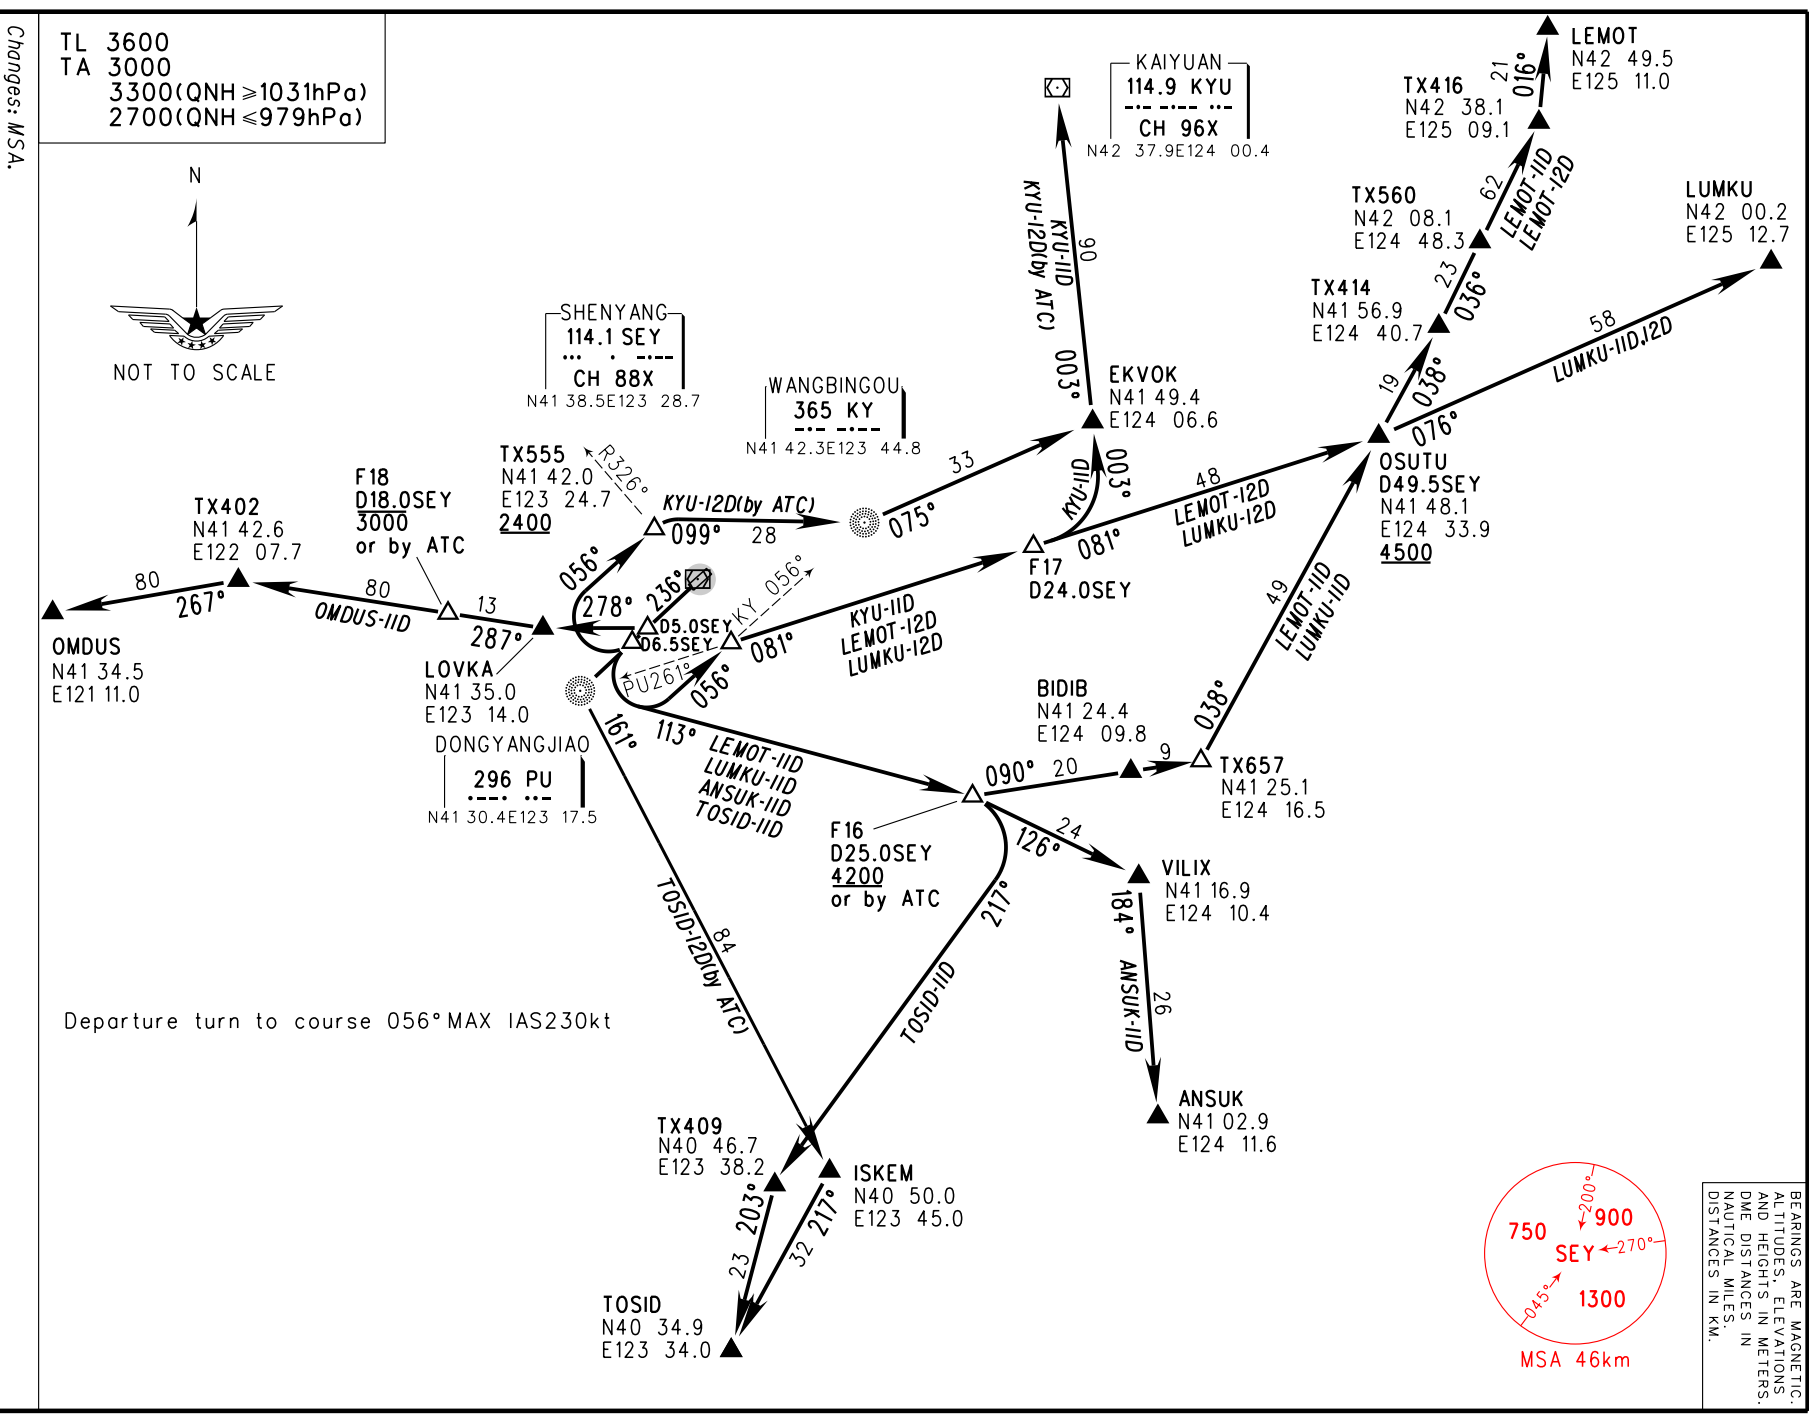 Changes: MSA.
TL 3600
TA 3000
3300(QNH≥1031hPa)
2700(QNH≤979hPa)
N
NOT TO SCALE
KAIYUAN
114.9 KYU
CH 96X
N42 37.9E124 00.4
LEMOT
N42 49.5
E125 11.0
21
016°
TX416
N42 38.1
E125 09.1
62
LEMOT-11D
LEMOT-12D
TX560
N42 08.1
E124 48.3
23
036°
TX414
N41 56.9
E124 40.7
19
038°
LUMKU
N42 00.2
E125 12.7
58
LUMKU-11D,12D
076°
KYU-11D
KYU-12D(by ATC)
90
003°
SHENYANG
114.1 SEY
CH 88X
N41 38.5E123 28.7
WANGBINGOU
365 KY
N41 42.3E123 44.8
EKVOK
N41 49.4
E124 06.6
33
075°
KYU-11D
003°
48
LEMOT-12D
LUMKU-12D
081°
OSUTU
D49.5SEY
N41 48.1
E124 33.9
4500
TX555
N41 42.0
E123 24.7
2400
R326°
KYU-12D(by ATC)
099°
28
F18
D18.0SEY
3000
or by ATC
TX402
N41 42.6
E122 07.7
80
267°
80
OMDUS-11D
13
287°
278°
056°
236°
D5.0SEY
D6.5SEY
KY 056°
PU261°
056°
081°
KYU-11D
LEMOT-12D
LUMKU-12D
F17
D24.0SEY
OMDUS
N41 34.5
E121 11.0
LOVKA
N41 35.0
E123 14.0
DONGYANGJIAO
296 PU
N41 30.4E123 17.5
161°
113°
LEMOT-11D
LUMKU-11D
ANSUK-11D
TOSID-11D
49
LEMOT-11D
LUMKU-11D
038°
BIDIB
N41 24.4
E124 09.8
090°
20
9
TX657
N41 25.1
E124 16.5
F16
D25.0SEY
4200
or by ATC
24
126°
VILIX
N41 16.9
E124 10.4
184°
ANSUK-11D
26
217°
TOSID-11D
TOSID-12D(by ATC)
84
Departure turn to course 056° MAX IAS230kt
ANSUK
N41 02.9
E124 11.6
TX409
N40 46.7
E123 38.2
ISKEM
N40 50.0
E123 45.0
203°
23
217°
32
TOSID
N40 34.9
E123 34.0
200°
750
900
SEY
270°
045°
1300
MSA 46km
BEARINGS ARE MAGNETIC.
ALTITUDES, ELEVATIONS
AND HEIGHTS IN METERS.
DME DISTANCES IN
NAUTICAL MILES.
DISTANCES IN KM.